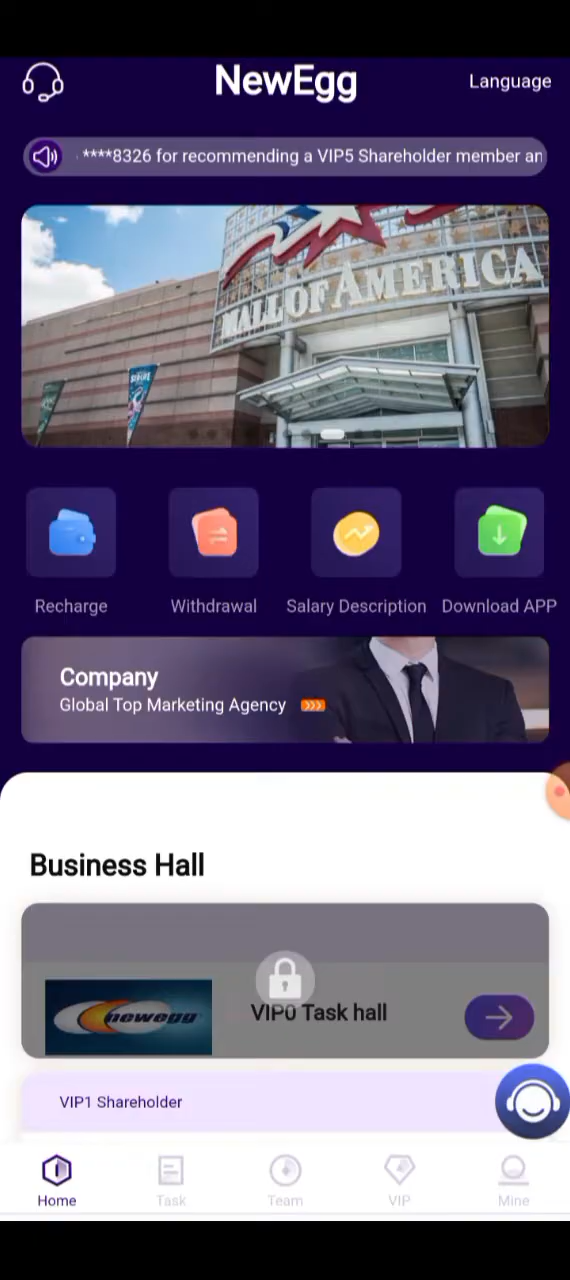 NewEgg
Language
****8326 for recommending a VIP5 Shareholder member an
MALL OF AMERICA
Recharge
Withdrawal
Salary Description
Download APP
Company
Global Top Marketing Agency
Business Hall
newegg
VIP0 Task hall
VIP1 Shareholder
Home
Task
Team
VIP
Mine